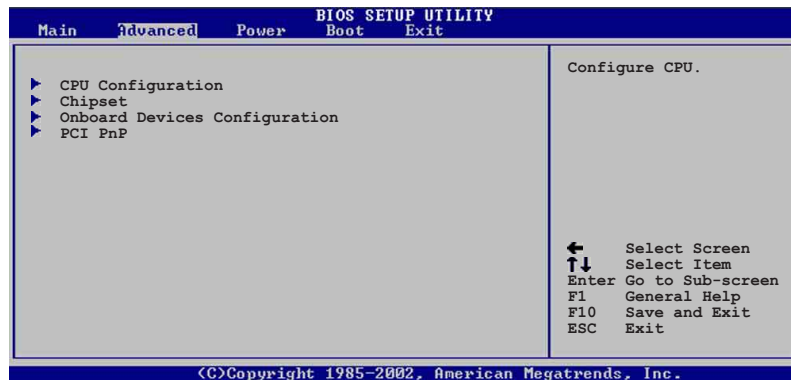 BIOS SETUP UTILITY
Main Advanced Power Boot Exit
CPU Configuration
Chipset
Onboard Devices Configuration
PCI PnP
Configure CPU.
← Select Screen
↑↓ Select Item
Enter Go to Sub-screen
F1 General Help
F10 Save and Exit
ESC Exit
(C)Copyright 1985-2002, American Megatrends, Inc.